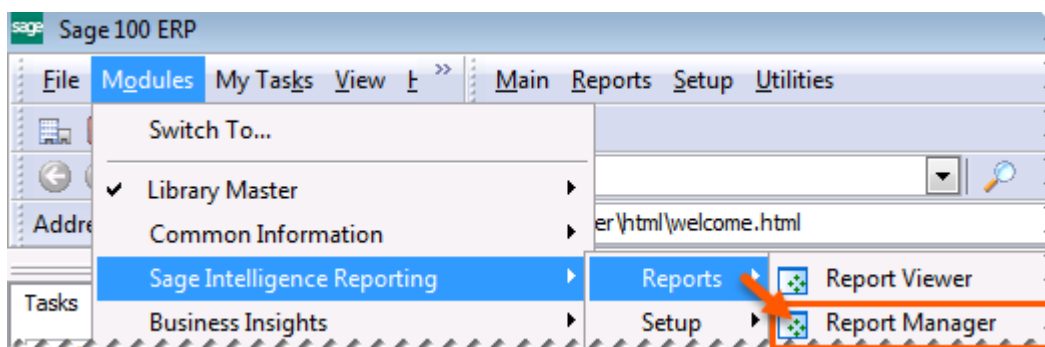 sage Sage 100 ERP
File Modules My Tasks View H » Main Reports Setup Utilities
Switch To...
Library Master
Addre er\html\welcome.html
Common Information
Sage Intelligence Reporting Reports Report Viewer
Tasks
Business Insights Setup Report Manager